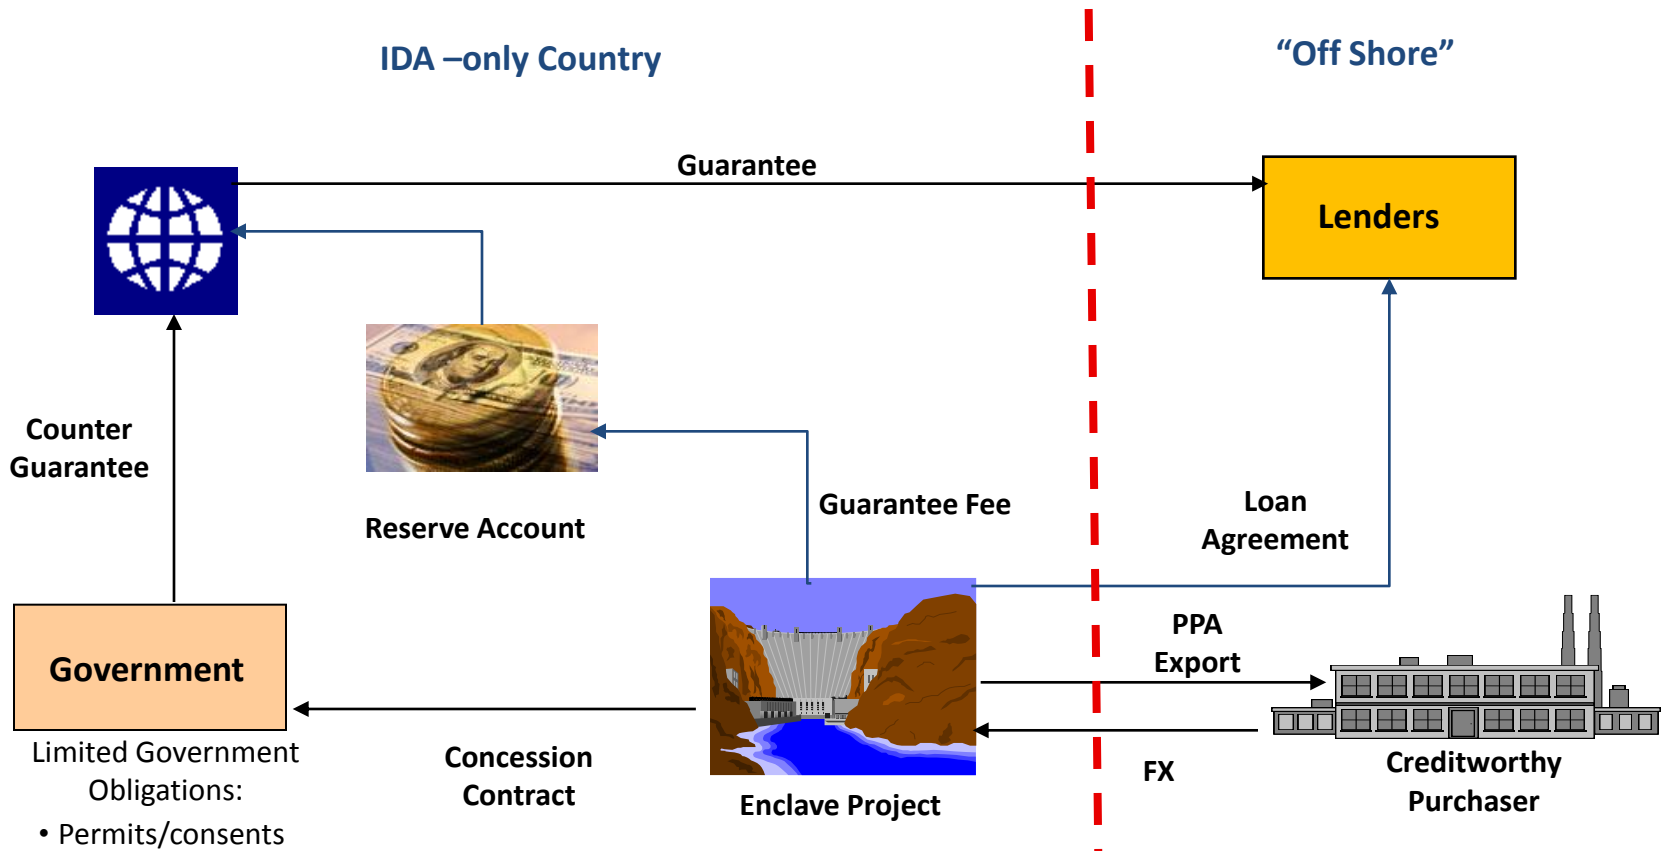 IDA –only Country
“Off Shore”
Guarantee
Lenders
Counter
Guarantee
Reserve Account
Guarantee Fee
Loan
Agreement
Government
PPA
Export
Limited Government
Obligations:
• Permits/consents
Concession
Contract
Enclave Project
FX
Creditworthy
Purchaser